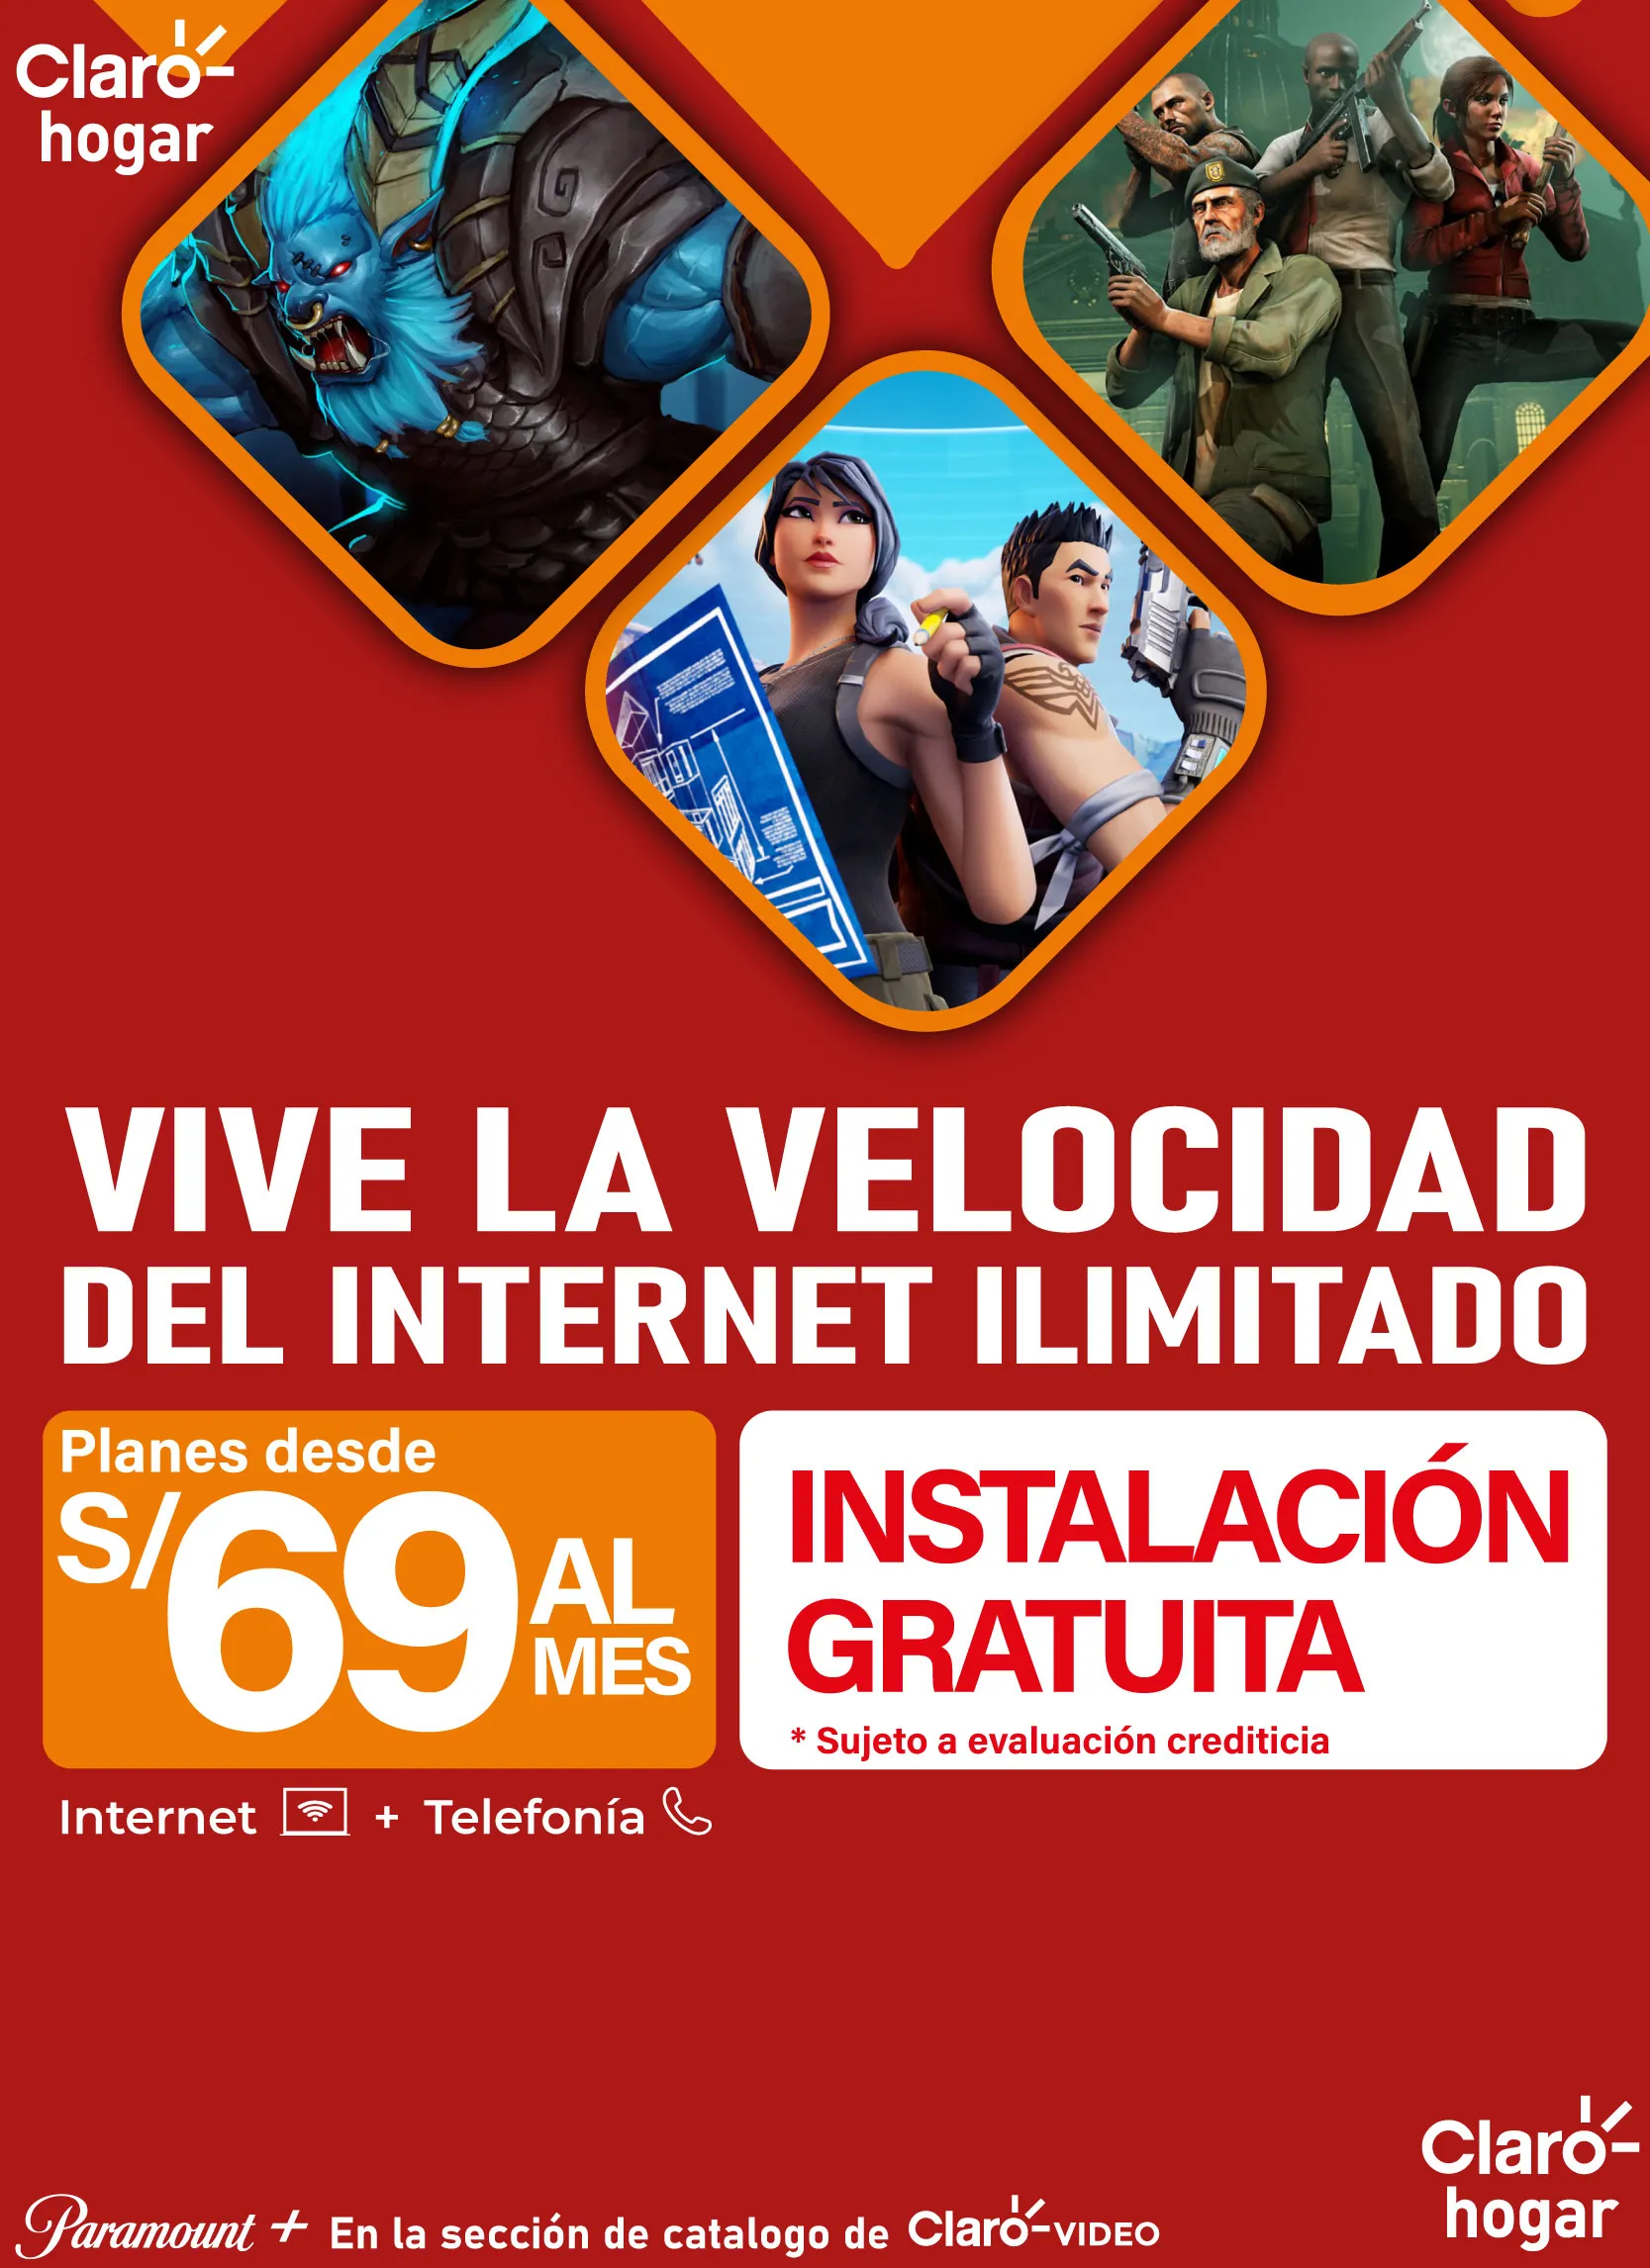 Claro
hogar
VIVE LA VELOCIDAD
DEL INTERNET ILIMITADO
Planes desde
S/69 AL
MES
INSTALACIÓN
GRATUITA
* Sujeto a evaluación crediticia
Internet + Telefonía
Claro
hogar
Paramount + En la sección de catalogo de Claro VIDEO